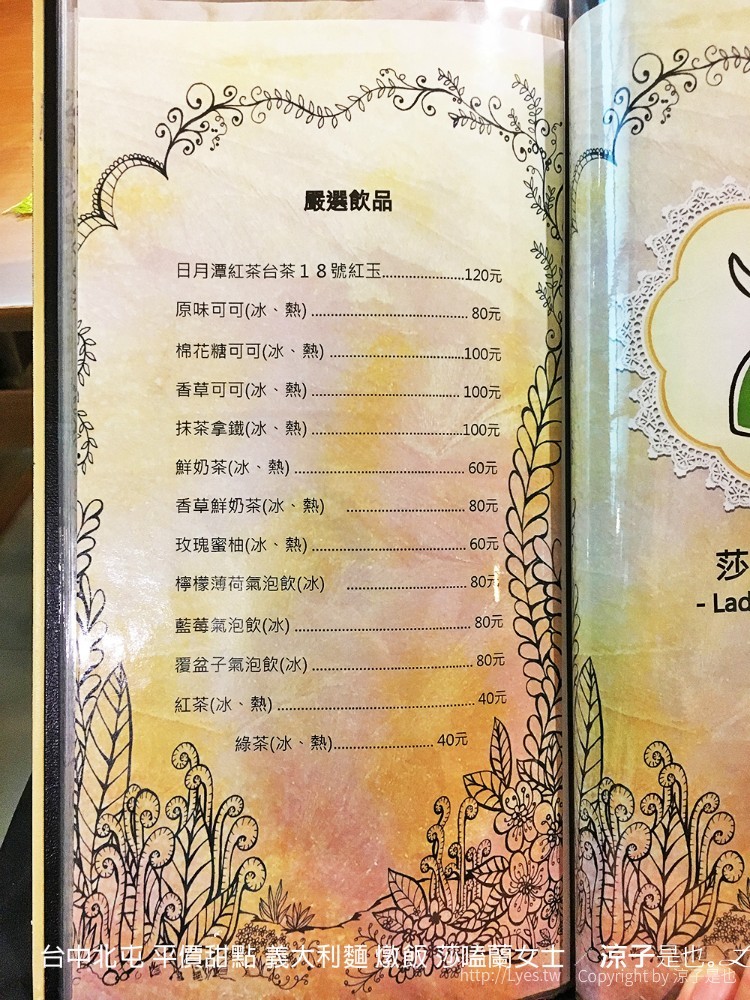 嚴選飲品
日月潭紅茶台茶18號紅玉........................120元
原味可可(冰、熱) ........................................ 80元
棉花糖可可(冰、熱) ....................................100元
香草可可(冰、熱) ...................................... 100元
抹茶拿鐵(冰、熱) .......................................100元
鮮奶茶(冰、熱) ............................................ 60元
香草鮮奶茶(冰、熱) .............................. 80元
玫瑰蜜柚(冰、熱) ....................................... 60元
檸檬薄荷氣泡飲(冰) .............................. 80元
藍莓氣泡飲(冰) ............................................ 80元
覆盆子氣泡飲(冰) ........................................ 80元
紅茶(冰、熱) ................................................ 40元
綠茶(冰、熱)......................... 40元
莎
- Lad
台中北屯 平價甜點 義大利麵 燉飯 莎嗑蘭女士 / 涼子是也。之
http://Lyes.tw/ Copyright by 涼子是也